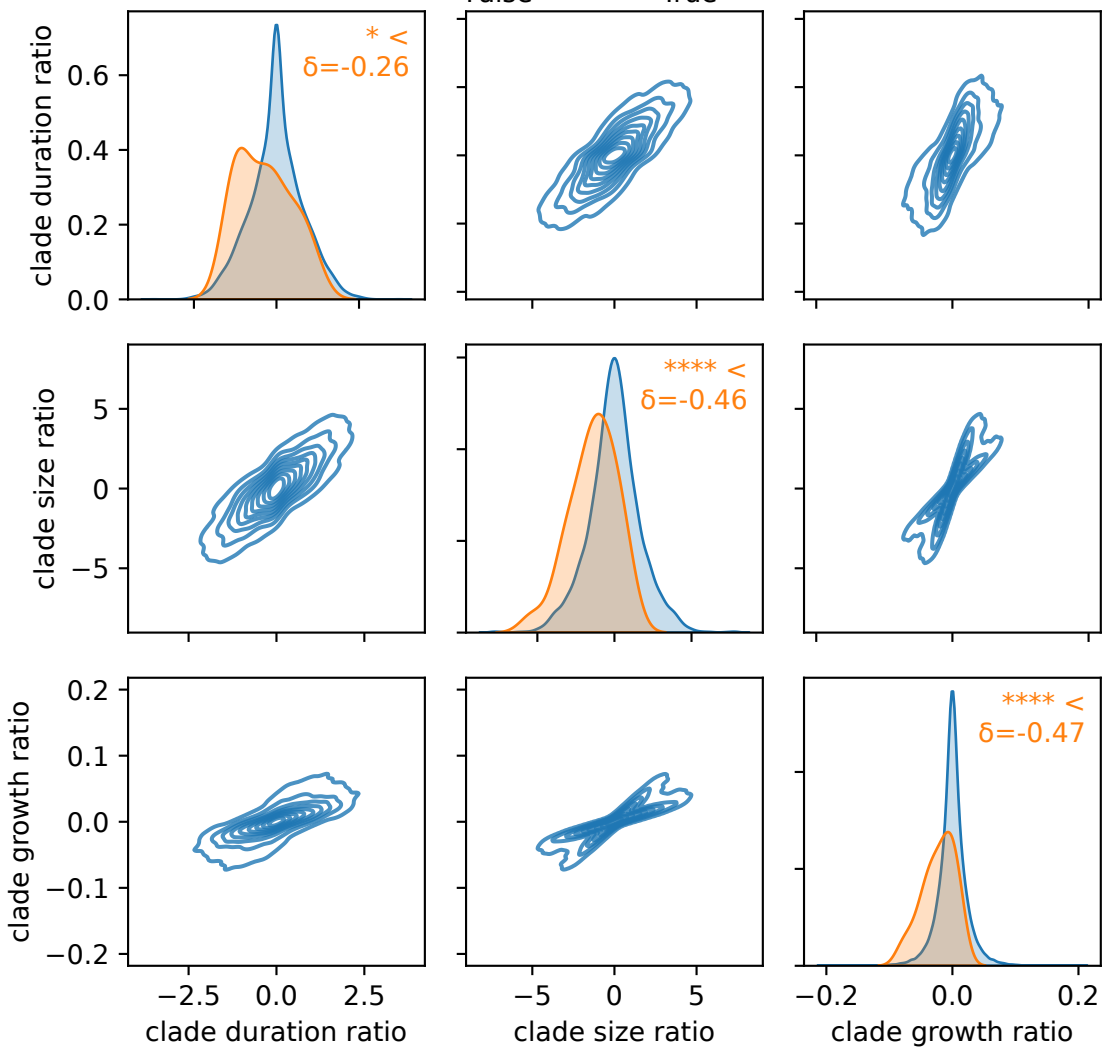 clade duration ratio
0.6
0.4
0.2
0.0
* <
δ=-0.26
clade size ratio
5
0
−5
**** <
δ=-0.46
clade growth ratio
0.2
0.1
0.0
−0.1
−0.2
**** <
δ=-0.47
−2.5 0.0 2.5
−5 0 5
−0.2 0.0 0.2
clade duration ratio
clade size ratio
clade growth ratio